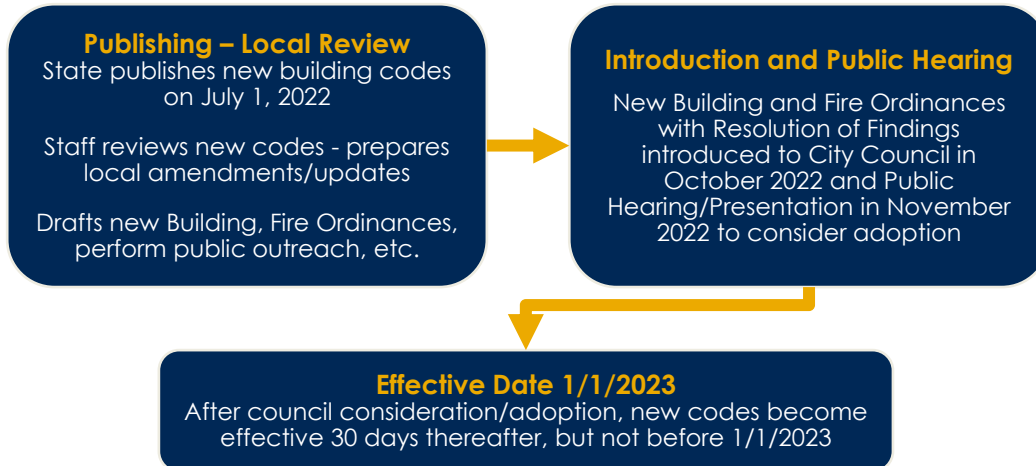 Publishing – Local Review
State publishes new building codes
on July 1, 2022
Staff reviews new codes - prepares
local amendments/updates
Drafts new Building, Fire Ordinances,
perform public outreach, etc.
Introduction and Public Hearing
New Building and Fire Ordinances
with Resolution of Findings
introduced to City Council in
October 2022 and Public
Hearing/Presentation in November
2022 to consider adoption
Effective Date 1/1/2023
After council consideration/adoption, new codes become
effective 30 days thereafter, but not before 1/1/2023